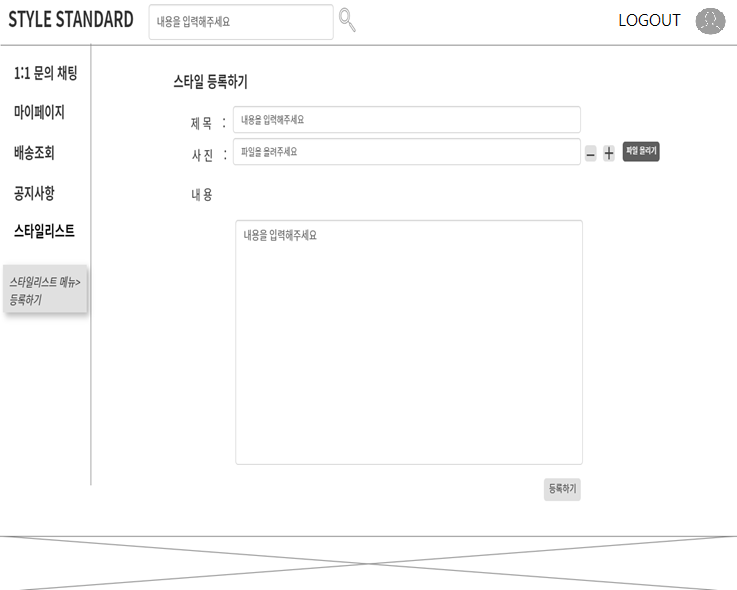 STYLE STANDARD
내용을 입력해주세요
LOGOUT
1:1 문의 채팅
마이페이지
배송조회
공지사항
스타일리스트
스타일리스트 메뉴>
등록하기
스타일 등록하기
제 목 :
내용을 입력해주세요
사 진 :
파일을 올려주세요
− +
파일 올리기
내 용
내용을 입력해주세요
등록하기